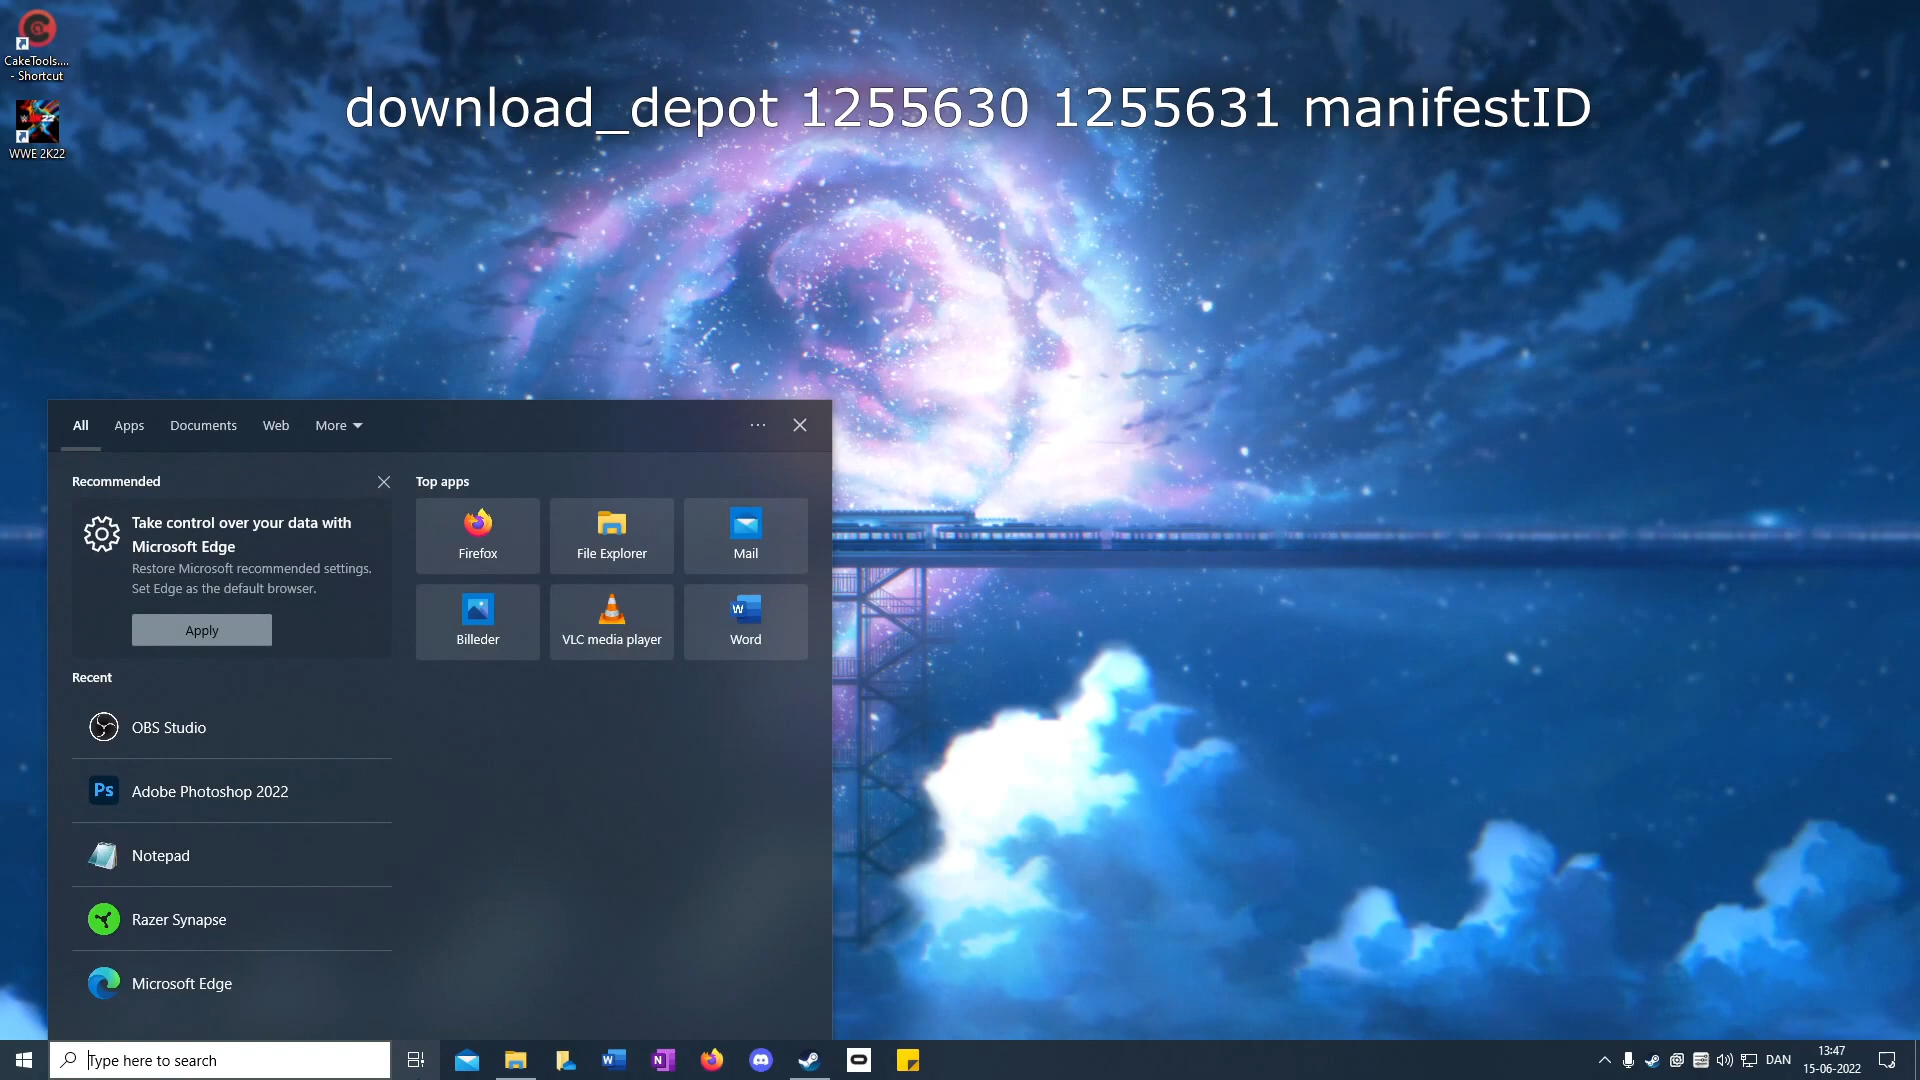 CakeTools....
- Shortcut
WWE 2K22
download_depot 1255630 1255631 manifestID
All
Apps
Documents
Web
More
Recommended
Take control over your data with
Microsoft Edge
Restore Microsoft recommended settings.
Set Edge as the default browser.
Apply
Top apps
Firefox
File Explorer
Mail
Billeder
VLC media player
Word
Recent
OBS Studio
Ps
Adobe Photoshop 2022
Notepad
Razer Synapse
Microsoft Edge
Type here to search
DAN
13:47
15-06-2022